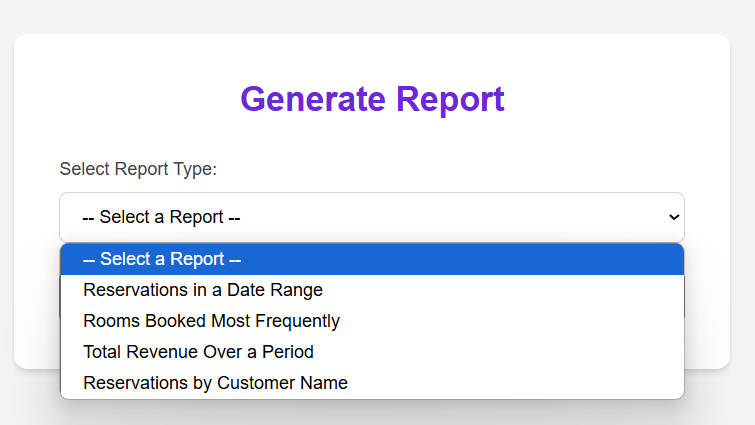 Generate Report
Select Report Type:
-- Select a Report --
-- Select a Report --
Reservations in a Date Range
Rooms Booked Most Frequently
Total Revenue Over a Period
Reservations by Customer Name